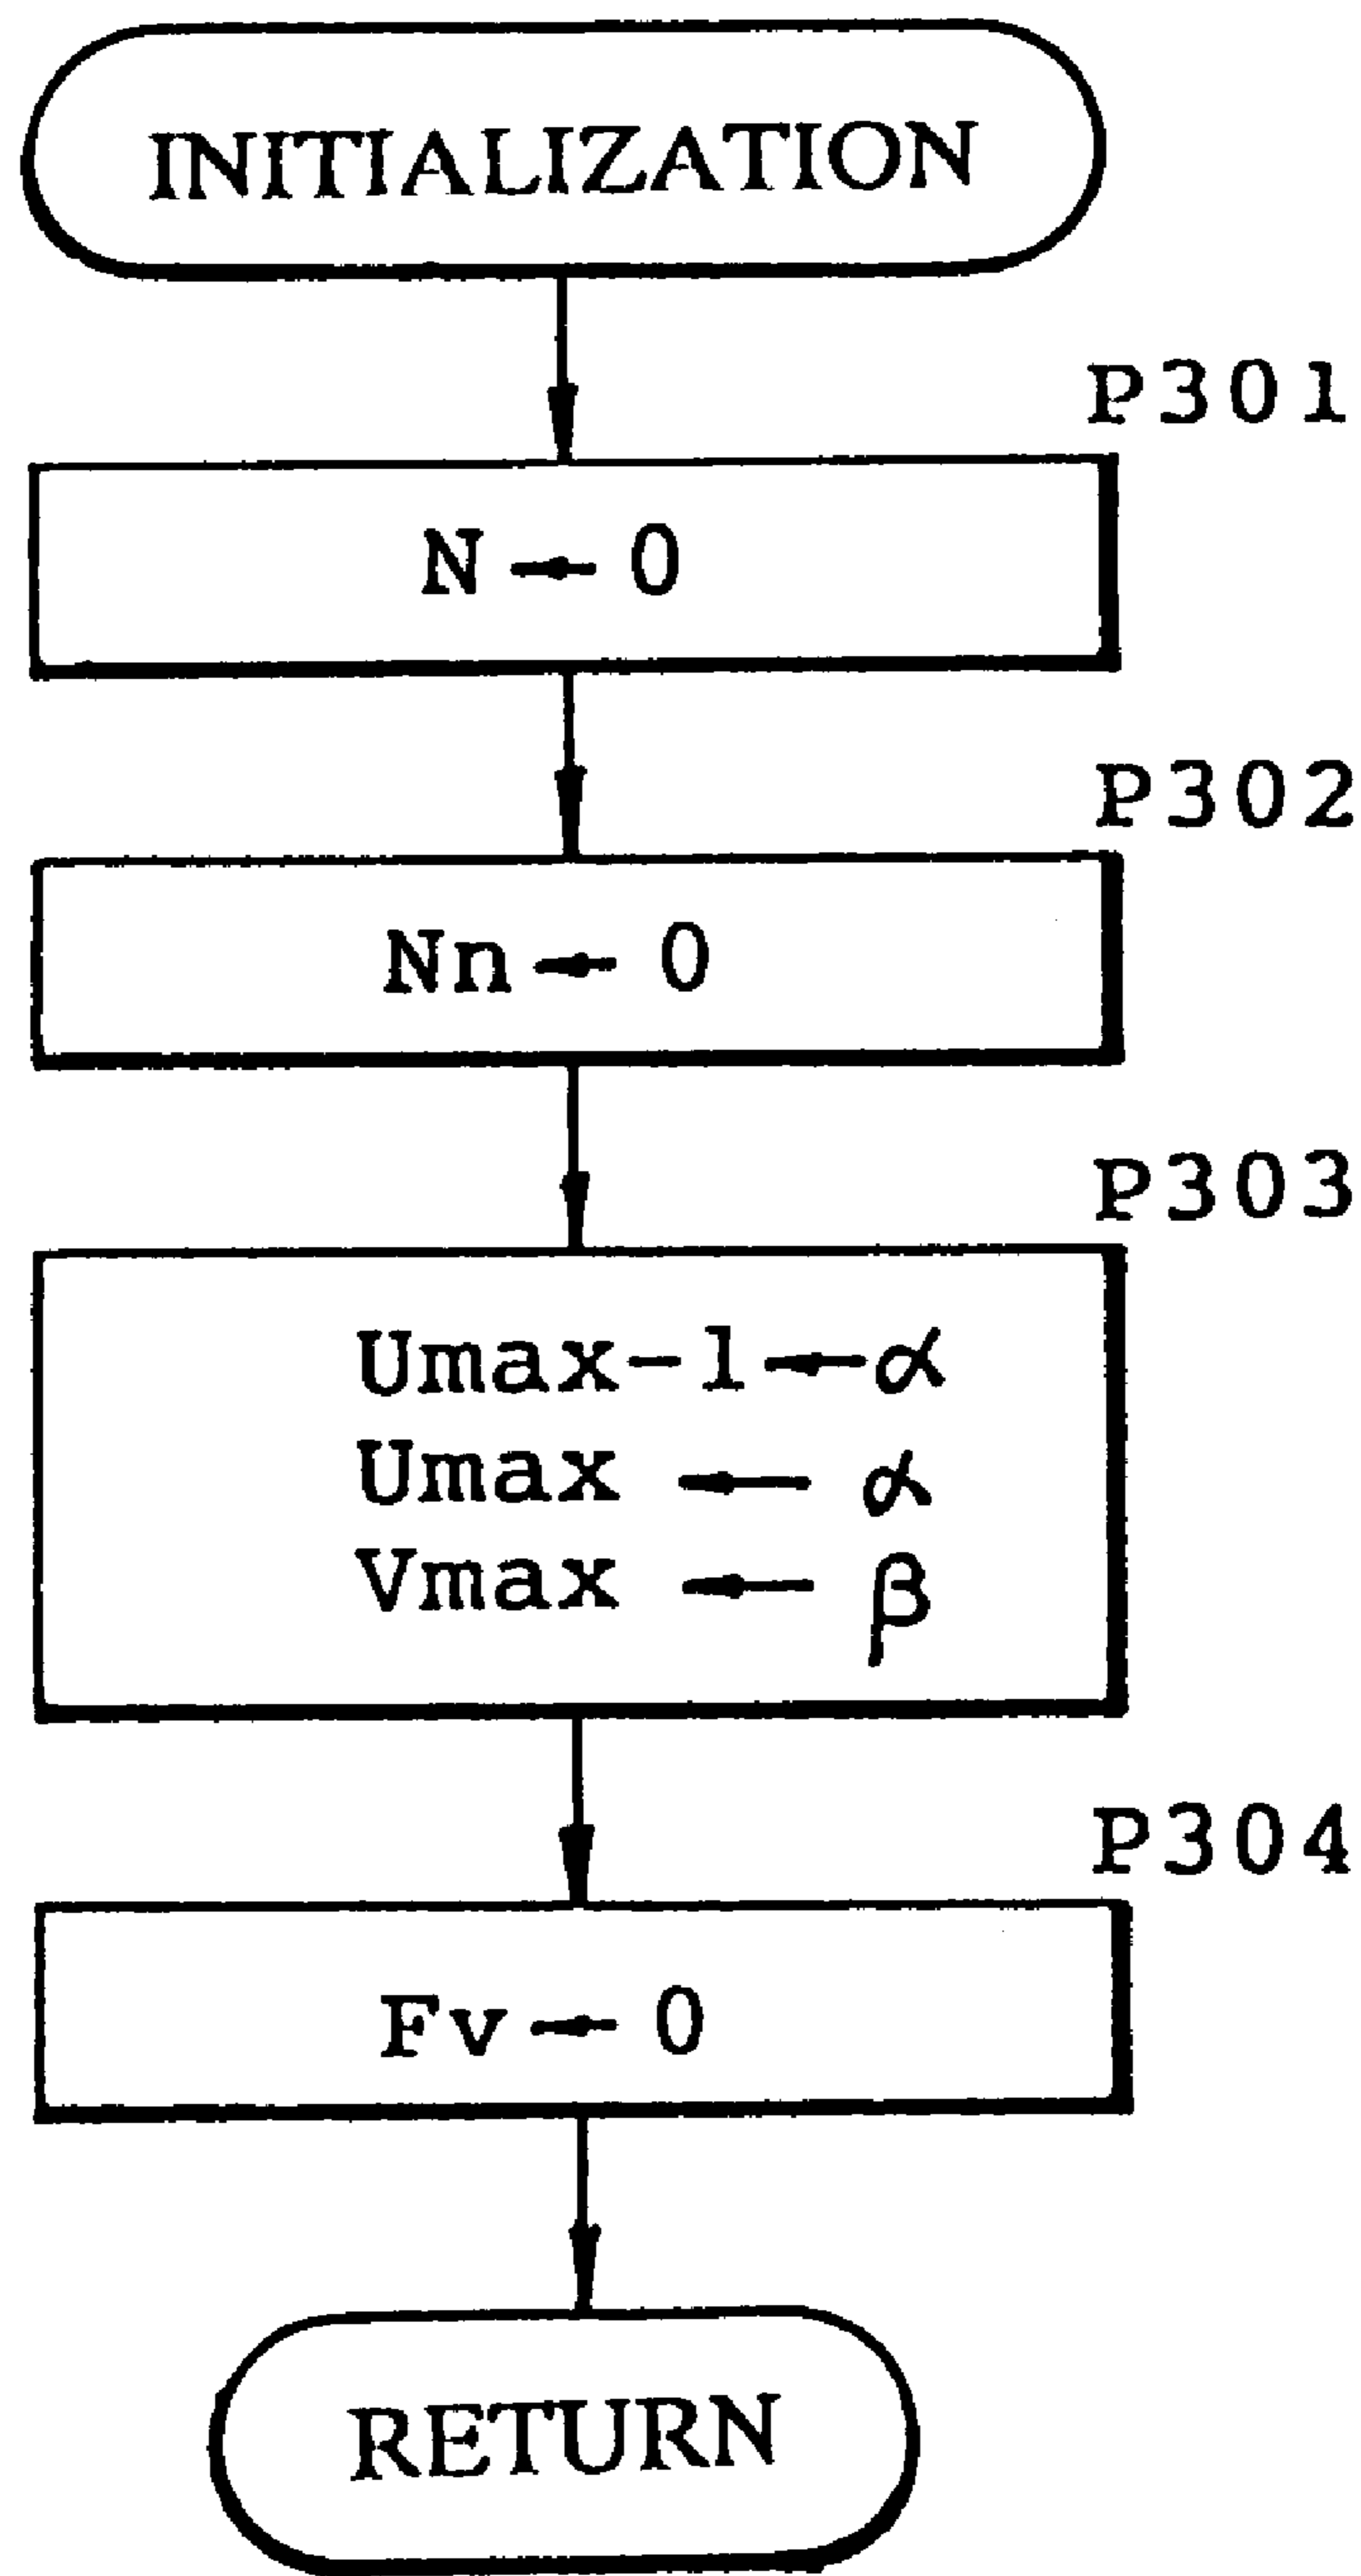 INITIALIZATION
P301
N ← 0
P302
Nn ← 0
P303
Umax-1 ← α
Umax ← α
Vmax ← β
P304
Fv ← 0
RETURN